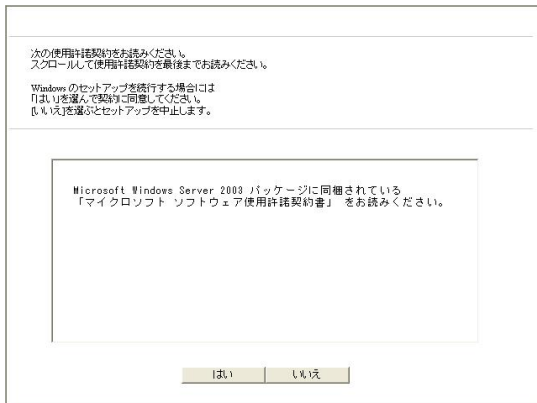 次の使用許諾契約をお読みください。
スクロールして使用許諾契約を最後までお読みください。
Windows のセットアップを続行する場合には
「はい」を選んで契約に同意してください。
[いいえ]を選ぶとセットアップを中止します。
Microsoft Windows Server 2003 パッケージに同梱されている
「マイクロソフト ソフトウェア使用許諾契約書」 をお読みください。
はい
いいえ